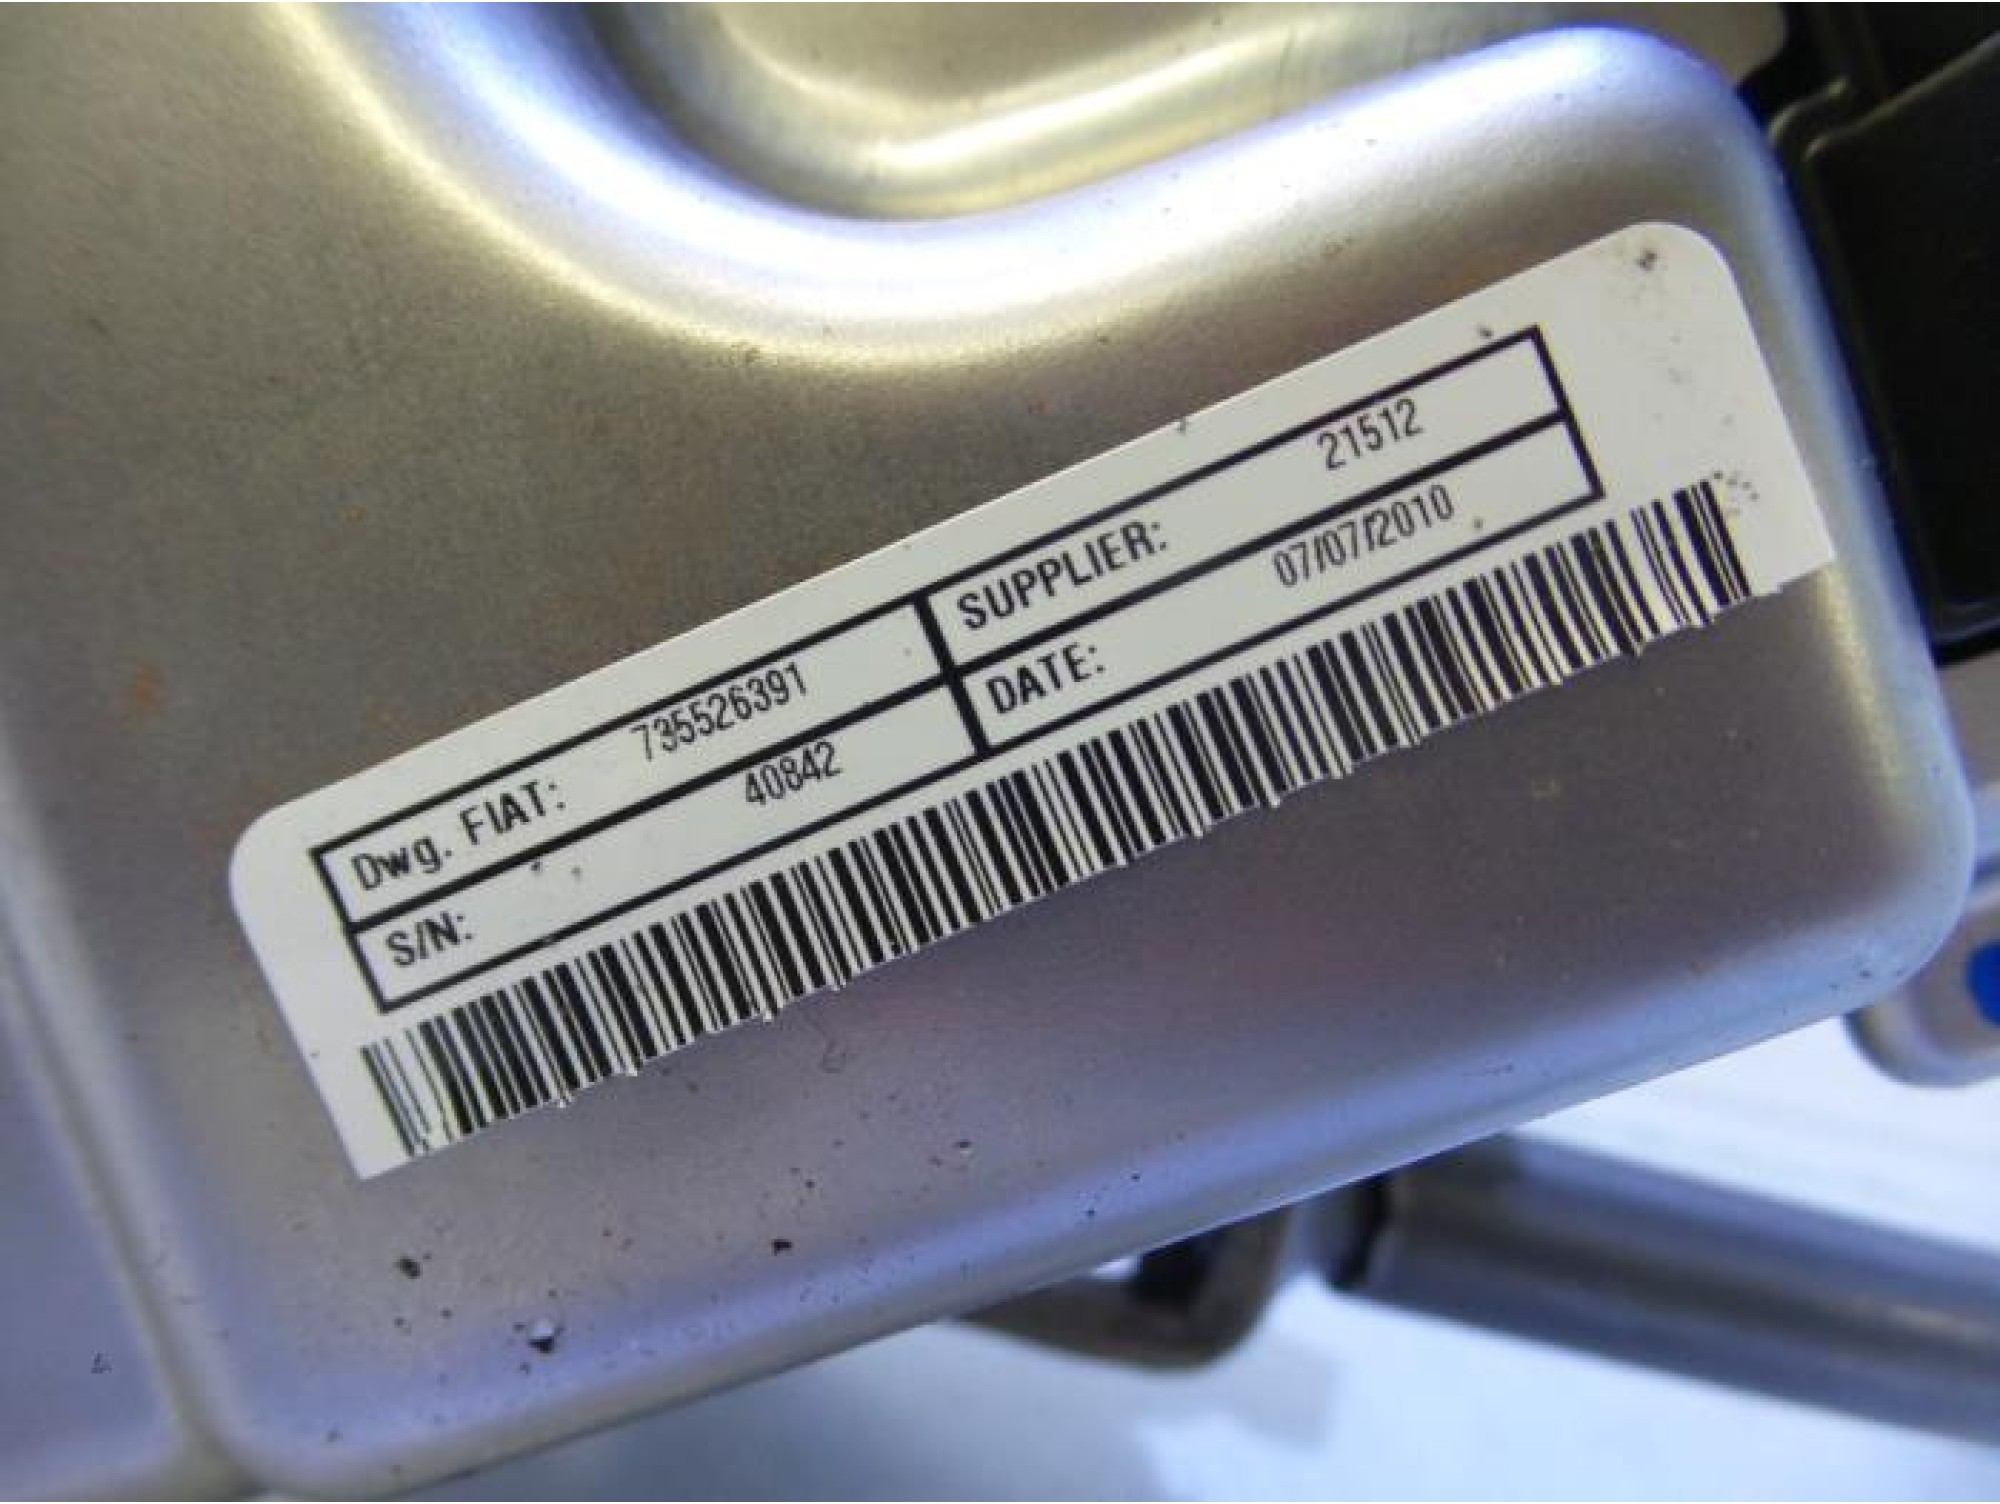 Dwg. FIAT: 735526391 SUPPLIER: 21512
S/N: 40842 DATE: 07/07/2010